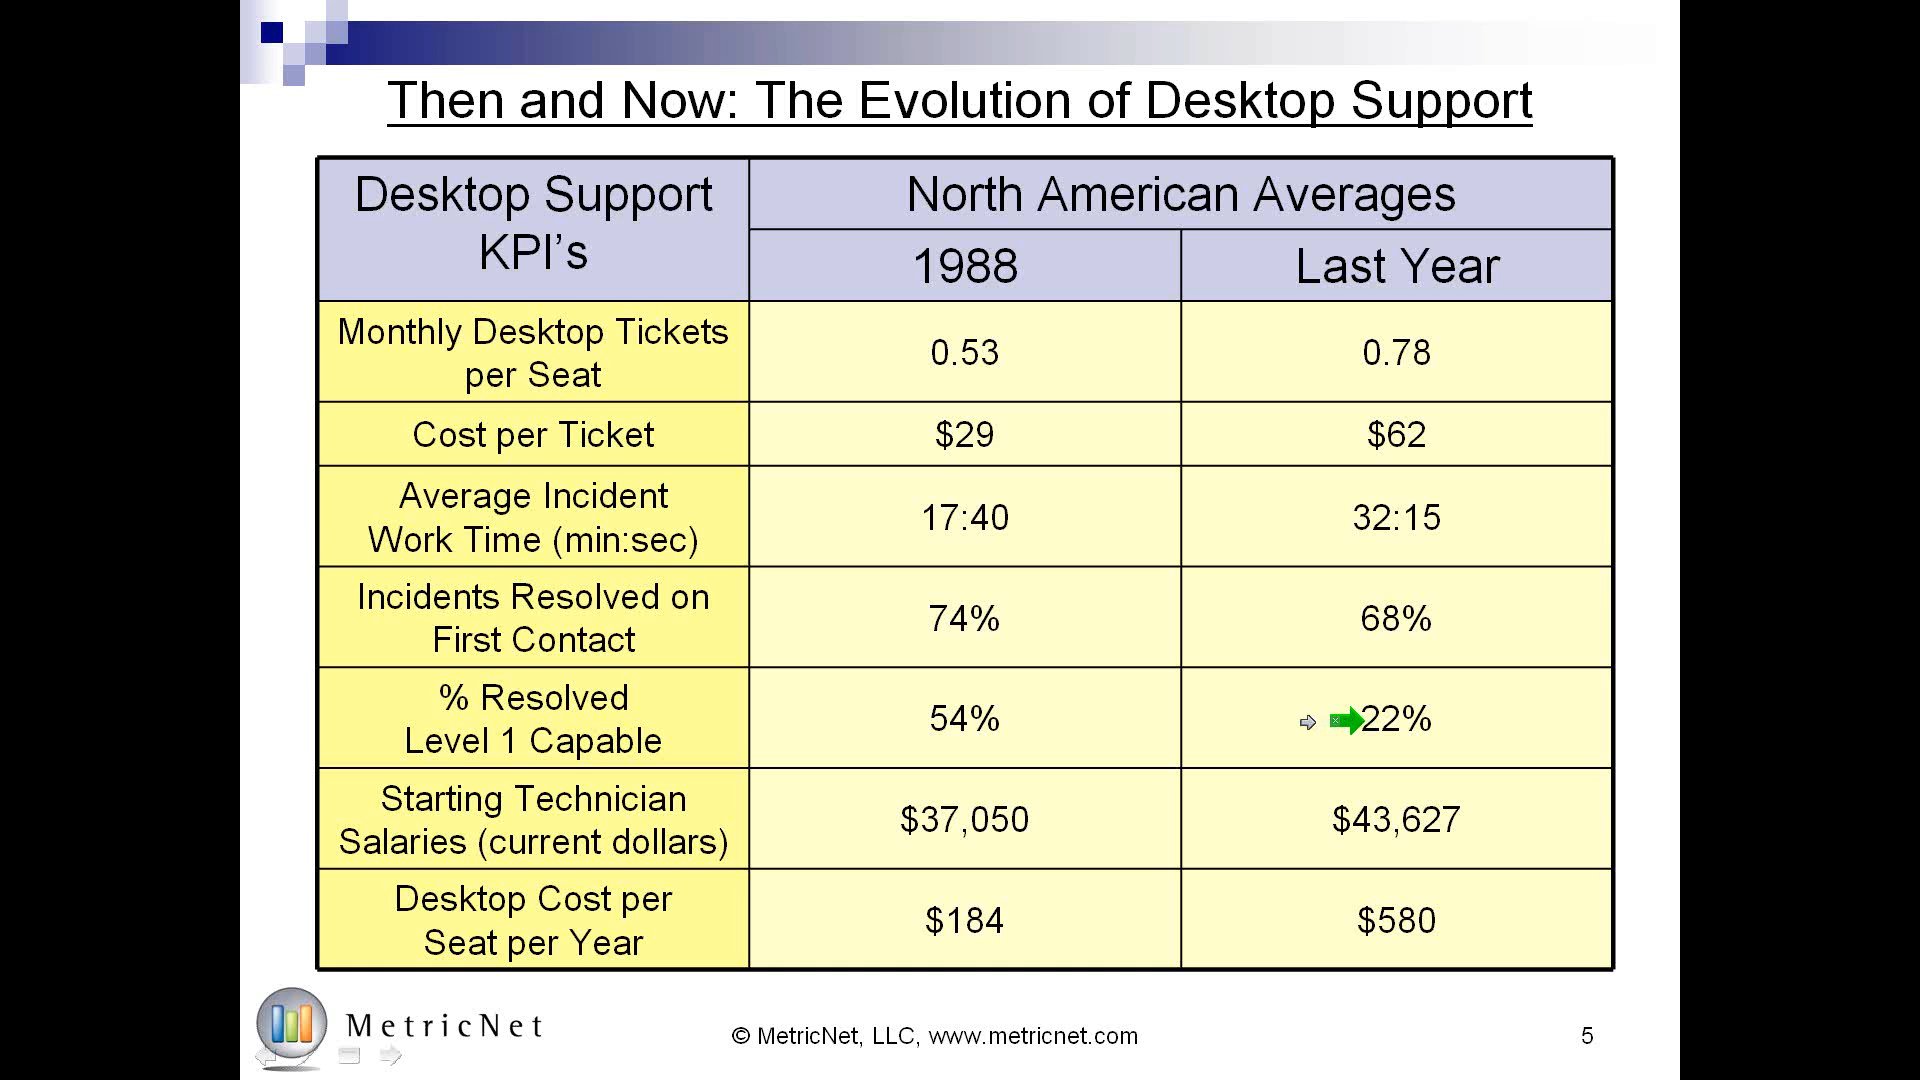 Then and Now: The Evolution of Desktop Support
Desktop Support
KPI’s
North American Averages
1988
Last Year
Monthly Desktop Tickets
per Seat
0.53
0.78
Cost per Ticket
$29
$62
Average Incident
Work Time (min:sec)
17:40
32:15
Incidents Resolved on
First Contact
74%
68%
% Resolved
Level 1 Capable
54%
22%
Starting Technician
Salaries (current dollars)
$37,050
$43,627
Desktop Cost per
Seat per Year
$184
$580
MetricNet
© MetricNet, LLC, www.metricnet.com
5